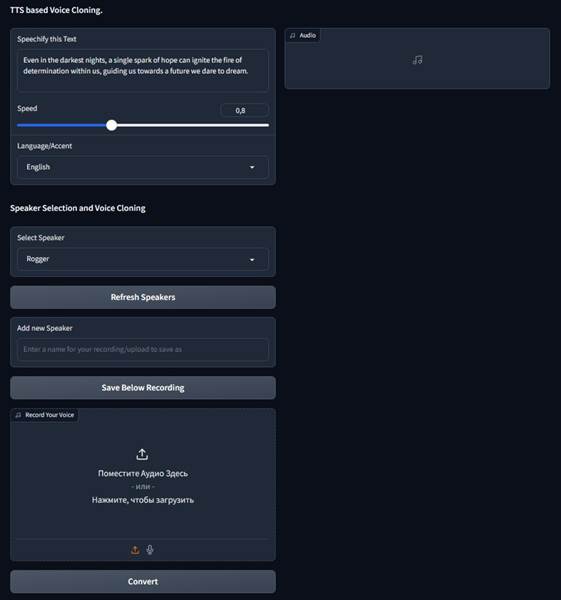 TTS based Voice Cloning.
Speechify this Text
Even in the darkest nights, a single spark of hope can ignite the fire of
determination within us, guiding us towards a future we dare to dream.
Speed
0,8
Language/Accent
English
Speaker Selection and Voice Cloning
Select Speaker
Rogger
Refresh Speakers
Add new Speaker
Enter a name for your recording/upload to save as
Save Below Recording
Record Your Voice
Поместите Аудио Здесь
- или -
Нажмите, чтобы загрузить
Convert
Audio